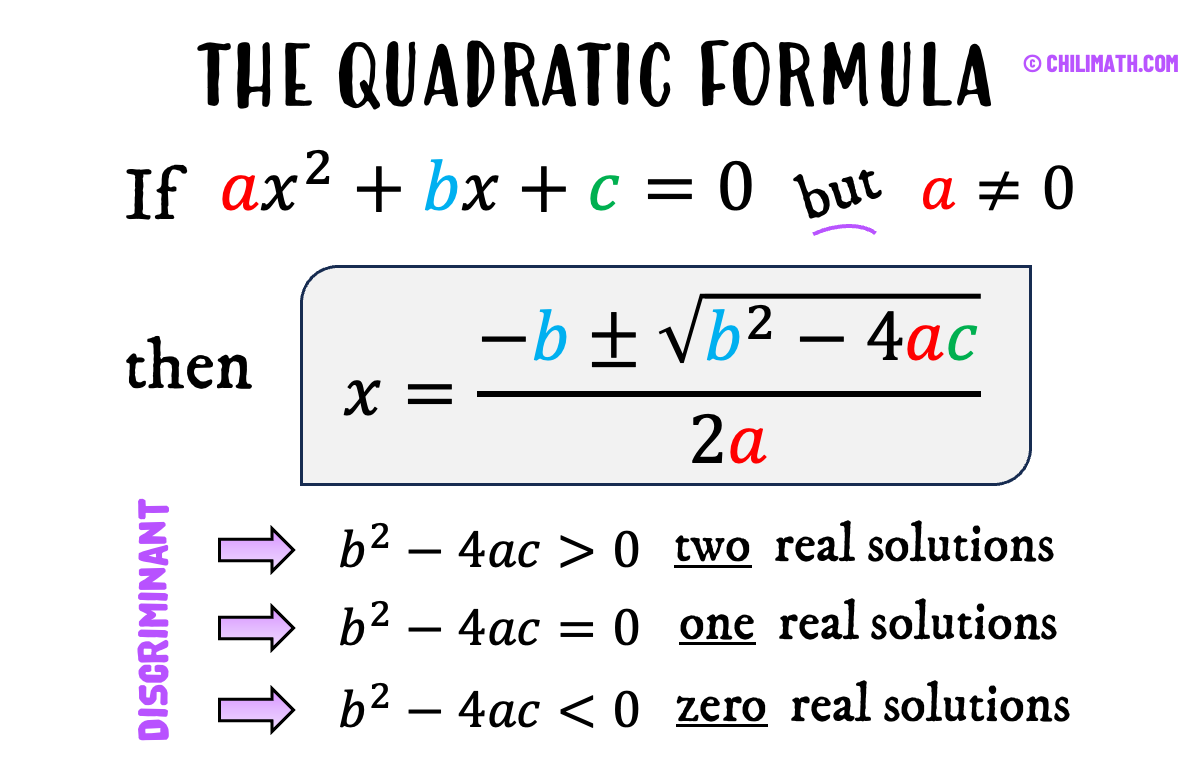 THE QUADRATIC FORMULA
© CHILIMATH.COM
If ax² + bx + c = 0 but a ≠ 0
then x = (−b ± √(b² − 4ac)) / 2a
DISCRIMINANT
b² − 4ac > 0 two real solutions
b² − 4ac = 0 one real solutions
b² − 4ac < 0 zero real solutions